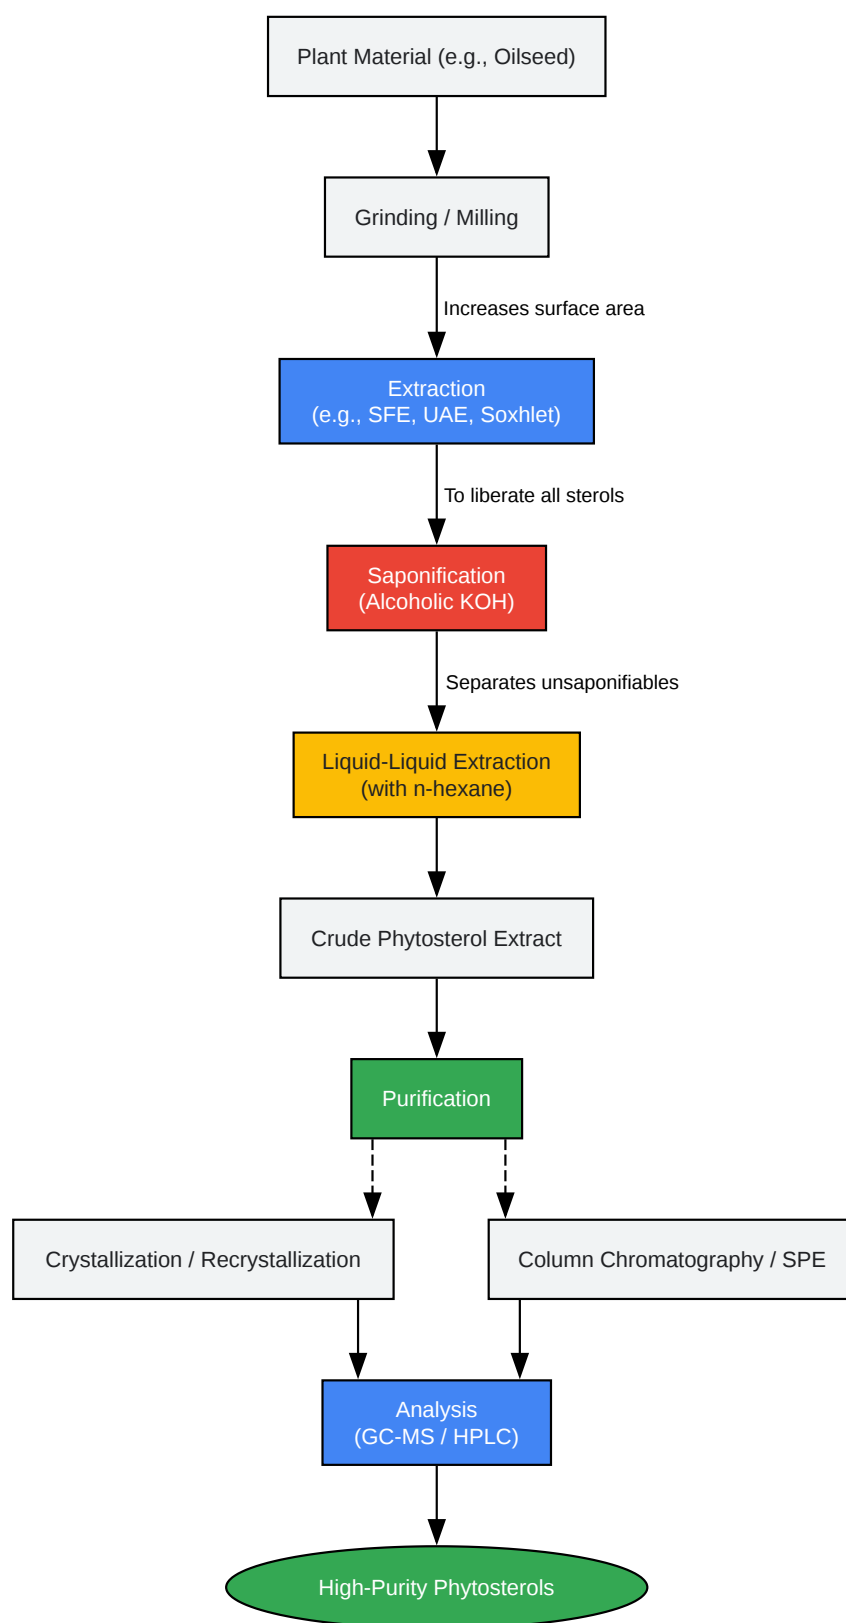 Plant Material (e.g., Oilseed)
Grinding / Milling
Increases surface area
Extraction
(e.g., SFE, UAE, Soxhlet)
To liberate all sterols
Saponification
(Alcoholic KOH)
Separates unsaponifiables
Liquid-Liquid Extraction
(with n-hexane)
Crude Phytosterol Extract
Purification
Crystallization / Recrystallization
Column Chromatography / SPE
Analysis
(GC-MS / HPLC)
High-Purity Phytosterols